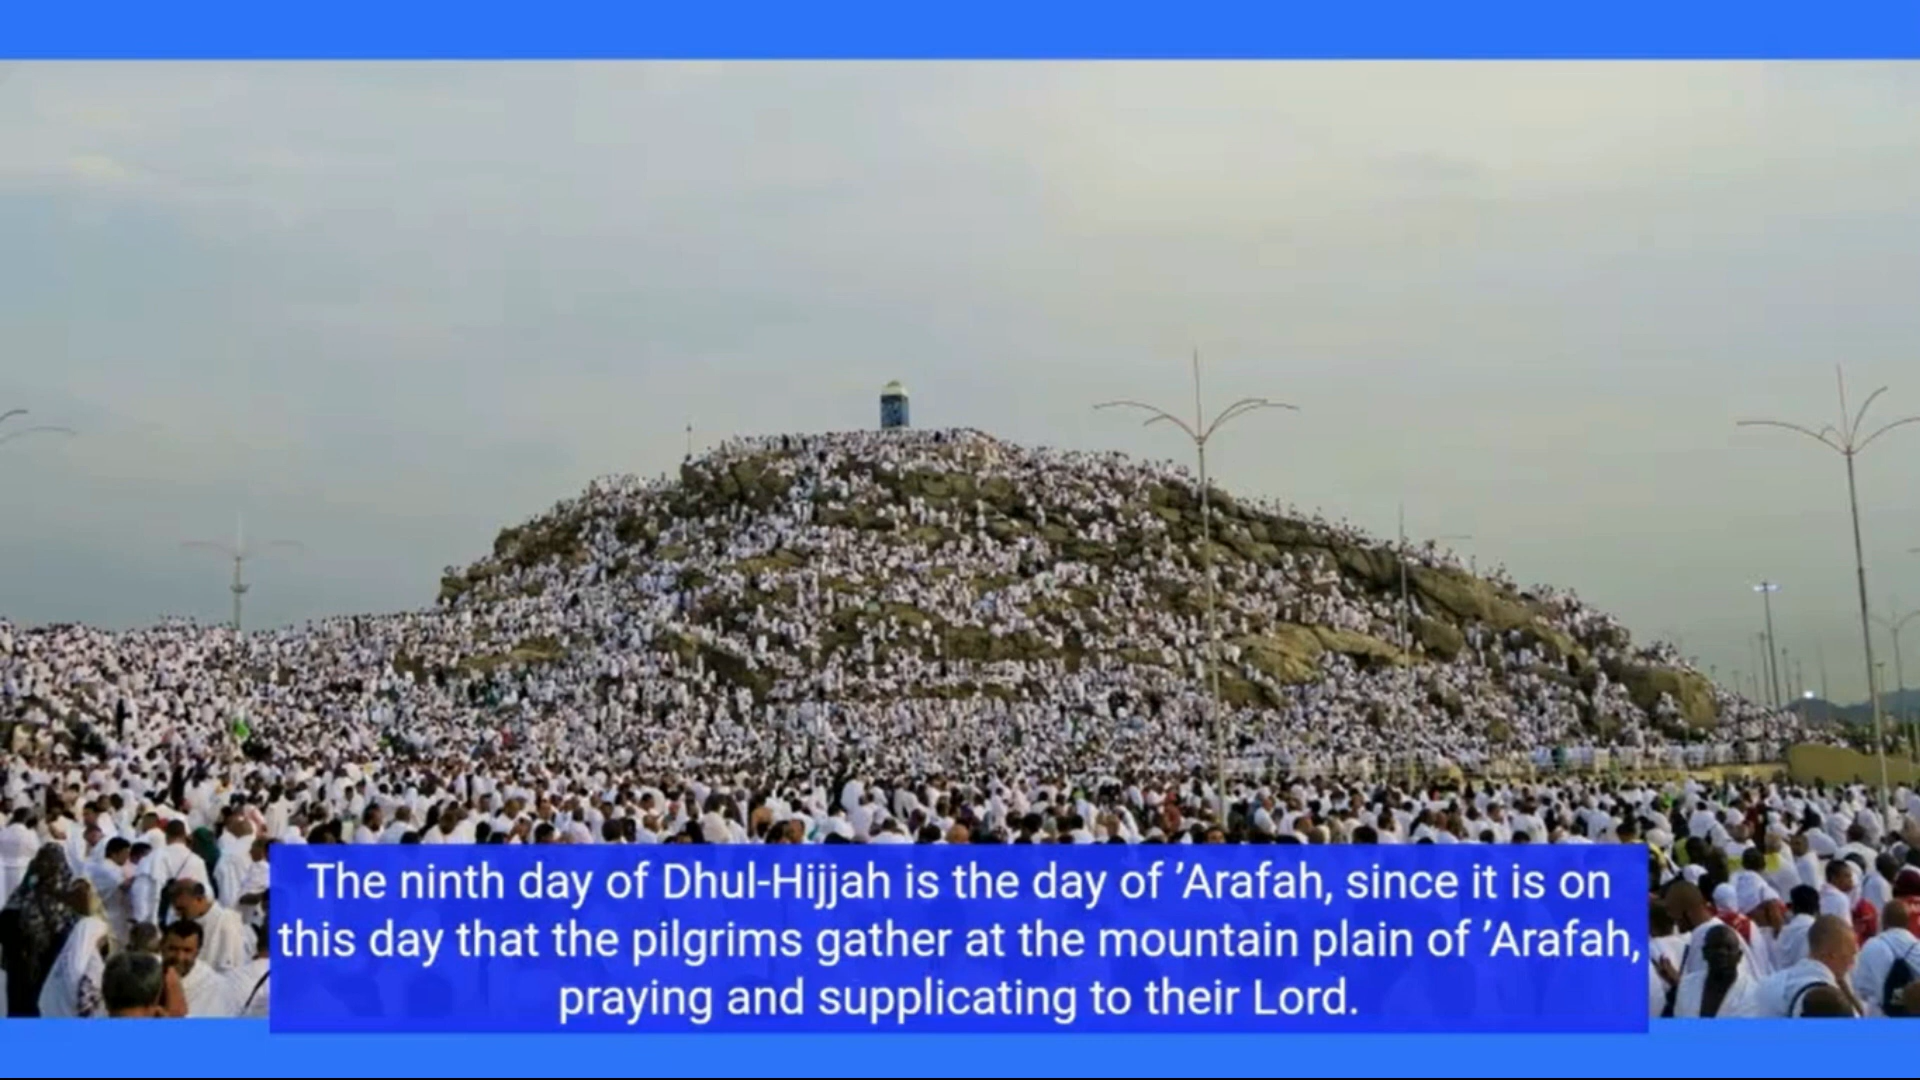 The ninth day of Dhul-Hijjah is the day of ’Arafah, since it is on
this day that the pilgrims gather at the mountain plain of ’Arafah,
praying and supplicating to their Lord.